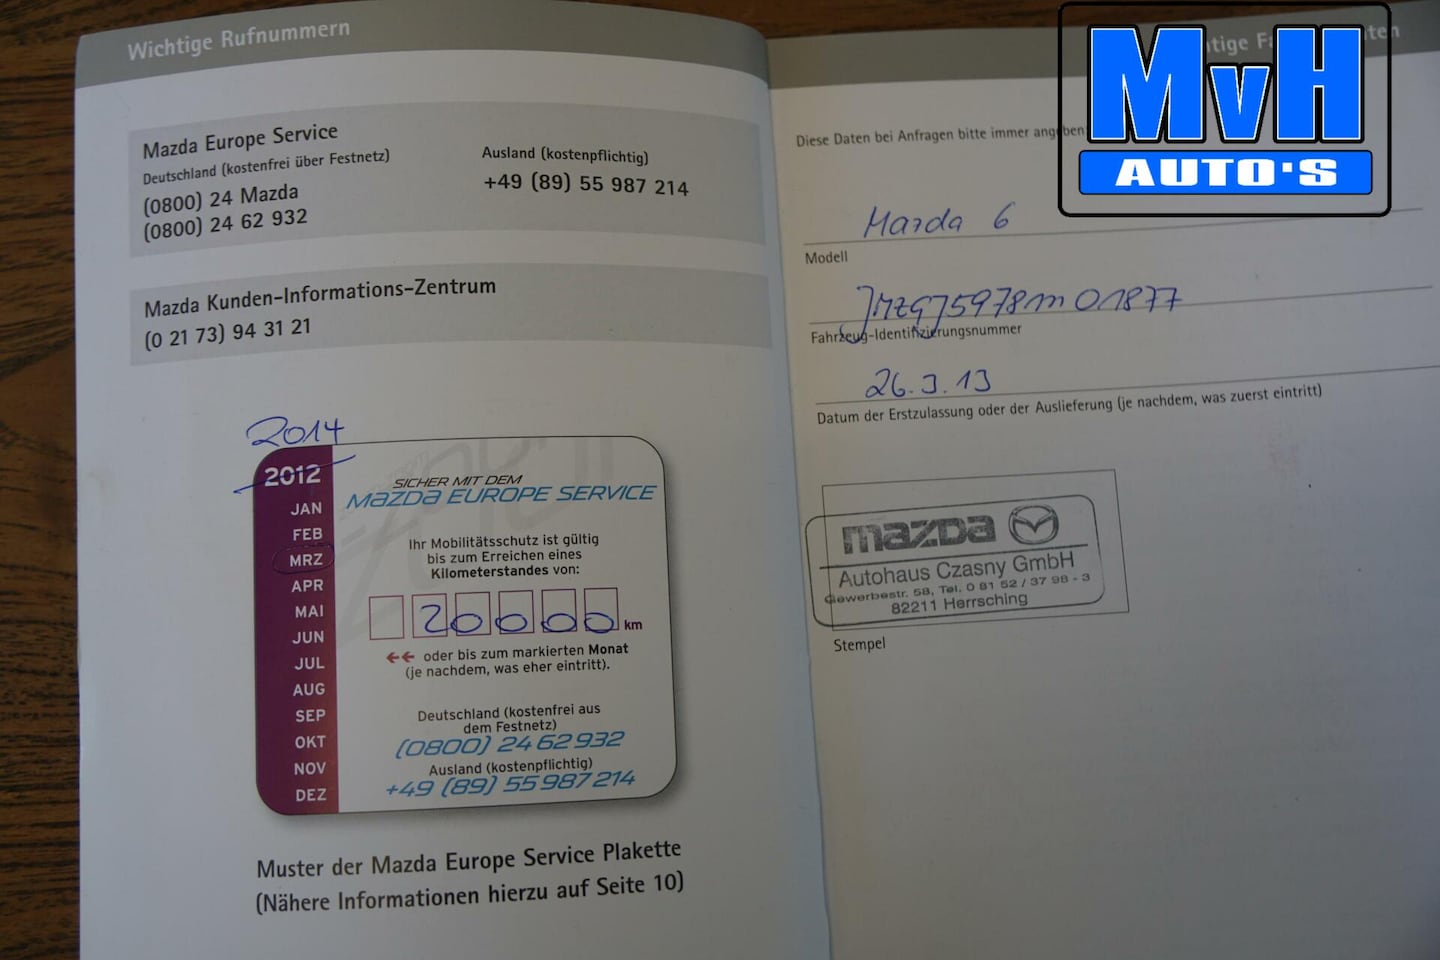 Wichtige Rufnummern
Mazda Europe Service
Deutschland (kostenfrei über Festnetz)
(0800) 24 Mazda
(0800) 24 62 932
Ausland (kostenpflichtig)
+49 (89) 55 987 214
Mazda Kunden-Informations-Zentrum
(0 21 73) 94 31 21
2014
2012
JAN
FEB
MRZ
APR
MAI
JUN
JUL
AUG
SEP
OKT
NOV
DEZ
SICHER MIT DEM
MAZDA EUROPE SERVICE
Ihr Mobilitätsschutz ist gültig
bis zum Erreichen eines
Kilometerstandes von:
20000 km
oder bis zum markierten Monat
(je nachdem, was eher eintritt).
Deutschland (kostenfrei aus
dem Festnetz)
(0800) 24 62 932
Ausland (kostenpflichtig)
+49 (89) 55 987 214
Muster der Mazda Europe Service Plakette
(Nähere Informationen hierzu auf Seite 10)
MvH
AUTO'S
Diese Daten bei Anfragen bitte immer angeben
Mazda 6
Modell
JMZGJ5978m01877
Fahrzeug-Identifizierungsnummer
26.3.13
Datum der Erstzulassung oder der Auslieferung (je nachdem, was zuerst eintritt)
mazda
Autohaus Czasny GmbH
Gewerbestr. 58, Tel. 0 81 52 / 37 98 - 3
82211 Herrsching
Stempel